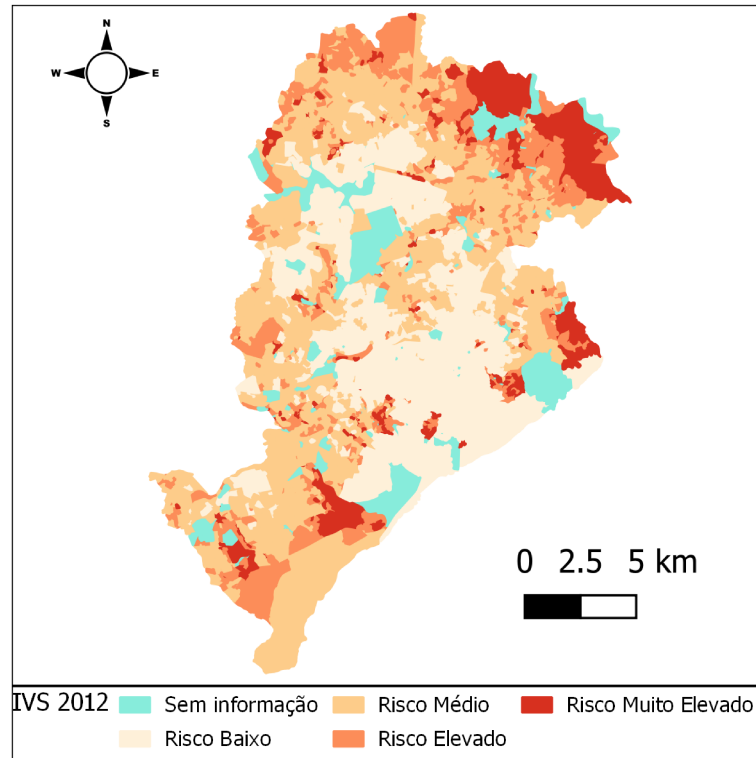 N
W E
S
0 2.5 5 km
IVS 2012 Sem informação Risco Médio Risco Muito Elevado
Risco Baixo Risco Elevado